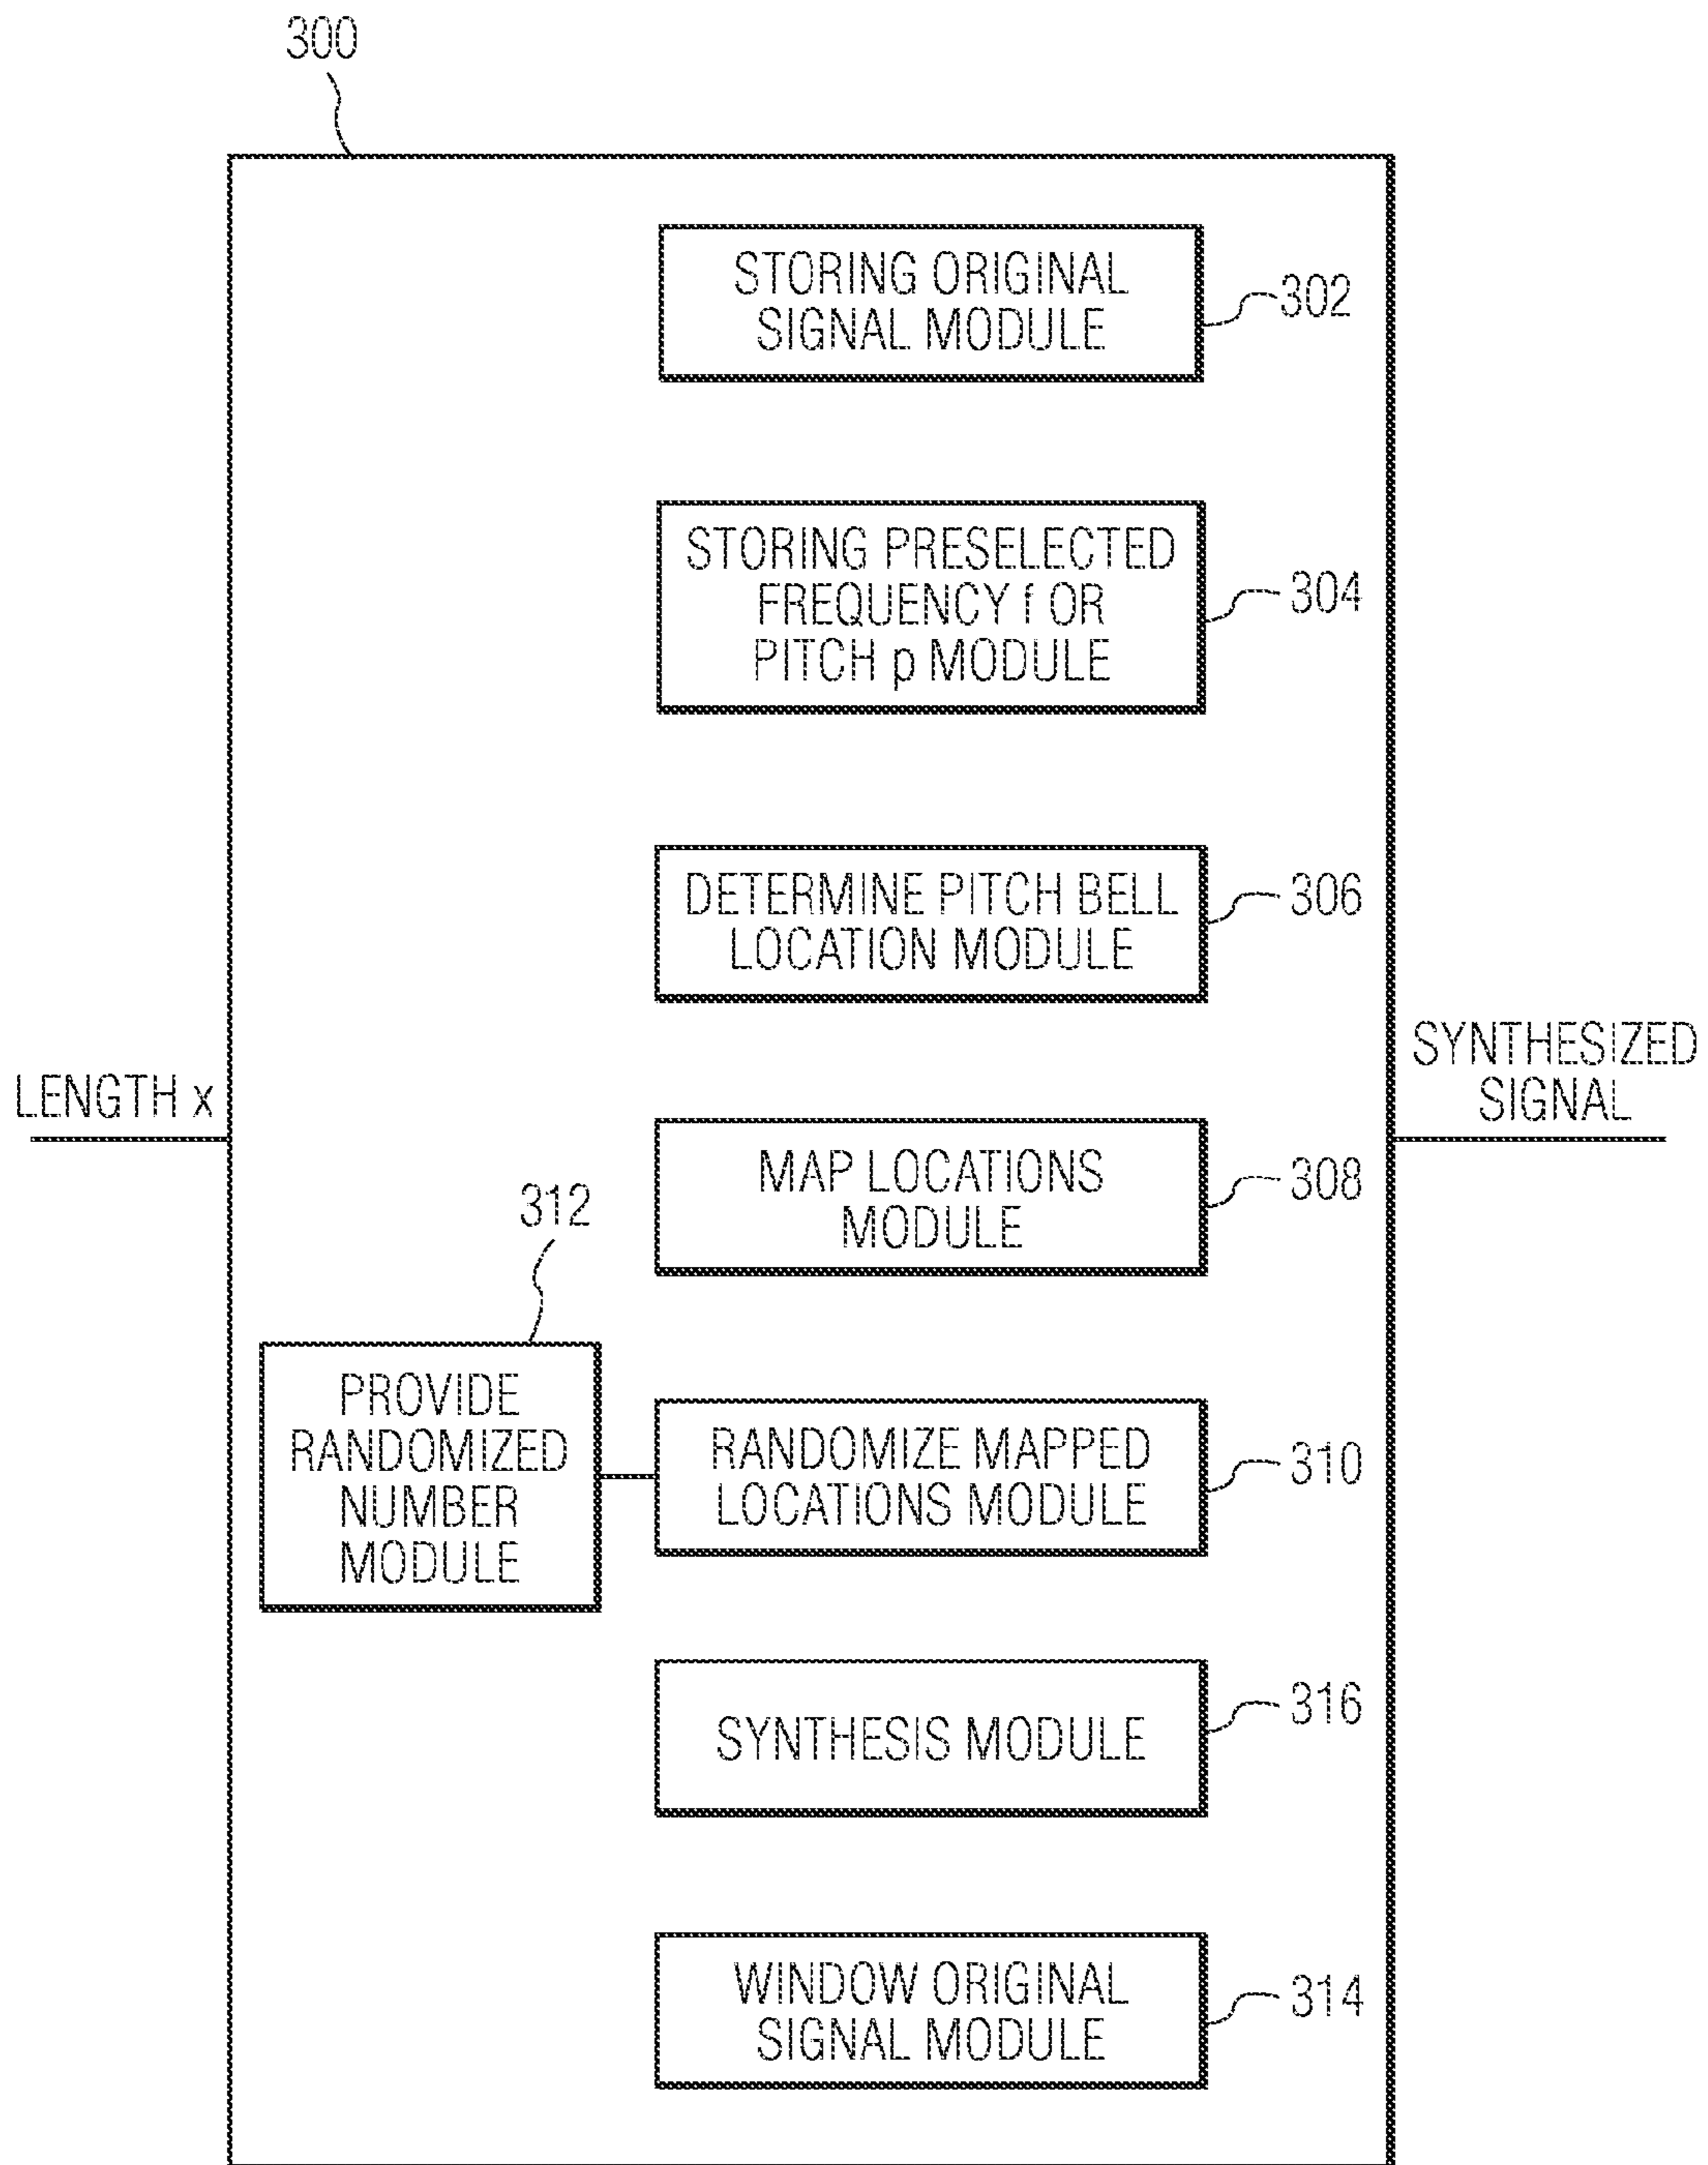 300
STORING ORIGINAL
SIGNAL MODULE
302
STORING PRESELECTED
FREQUENCY f OR
PITCH p MODULE
304
DETERMINE PITCH BELL
LOCATION MODULE
306
LENGTH x
SYNTHESIZED
SIGNAL
MAP LOCATIONS
MODULE
308
312
PROVIDE
RANDOMIZED
NUMBER
MODULE
RANDOMIZE MAPPED
LOCATIONS MODULE
310
SYNTHESIS MODULE
316
WINDOW ORIGINAL
SIGNAL MODULE
314